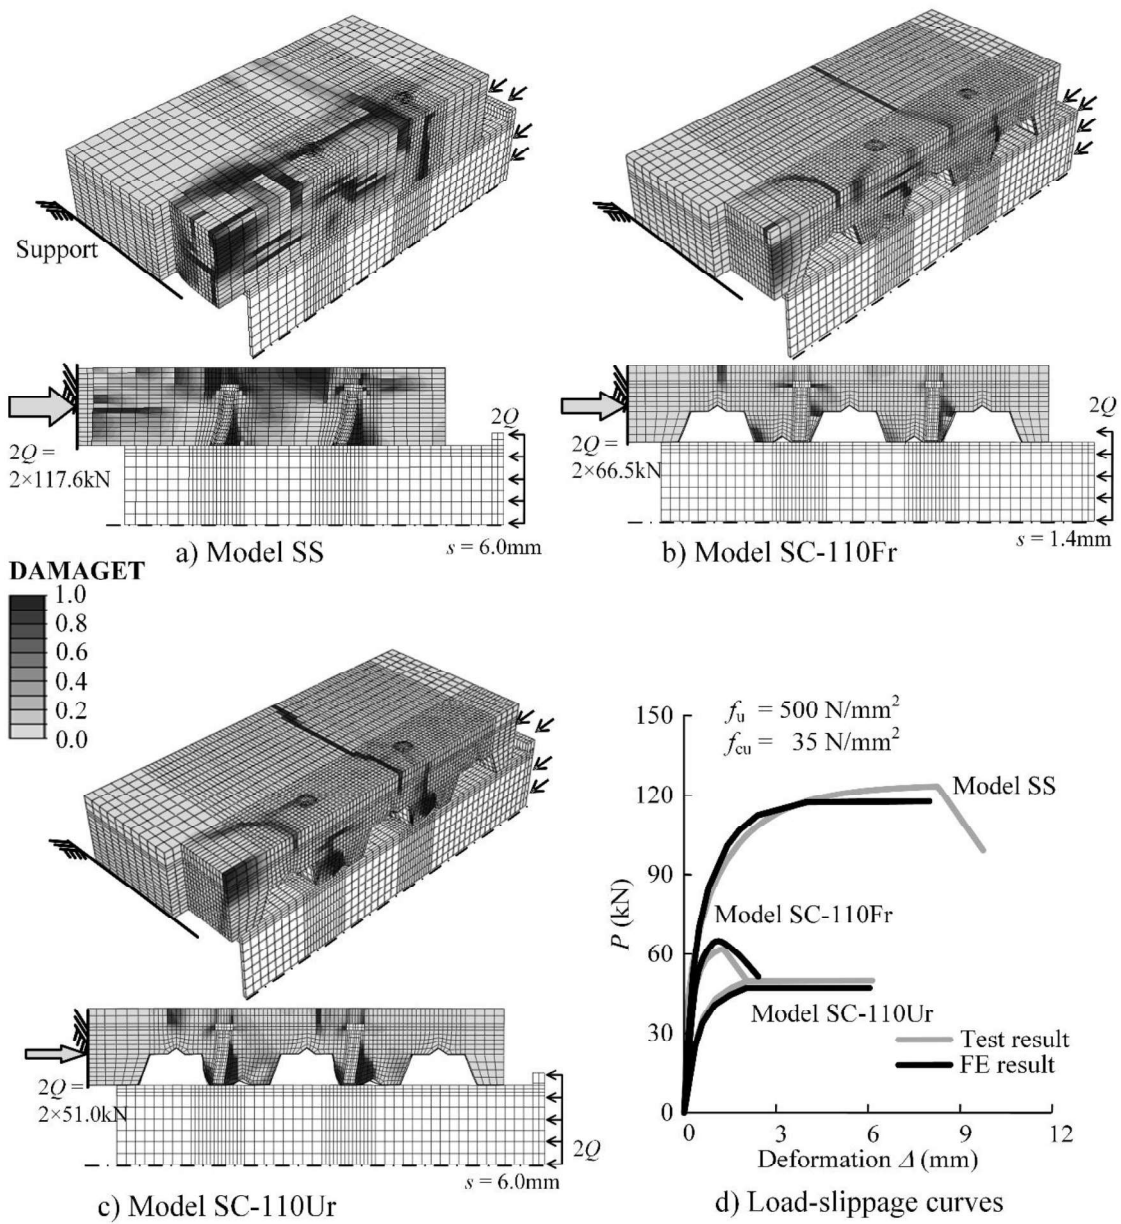 Support
2Q =
2×117.6kN
2Q
s = 6.0mm
a) Model SS
2Q =
2×66.5kN
2Q
s = 1.4mm
b) Model SC-110Fr
DAMAGET
1.0
0.8
0.6
0.4
0.2
0.0
2Q =
2×51.0kN
2Q
s = 6.0mm
c) Model SC-110Ur
150
120
90
60
30
0
P (kN)
fu = 500 N/mm²
fcu = 35 N/mm²
Model SS
Model SC-110Fr
Model SC-110Ur
Test result
FE result
0 3 6 9 12
Deformation Δ (mm)
d) Load-slippage curves